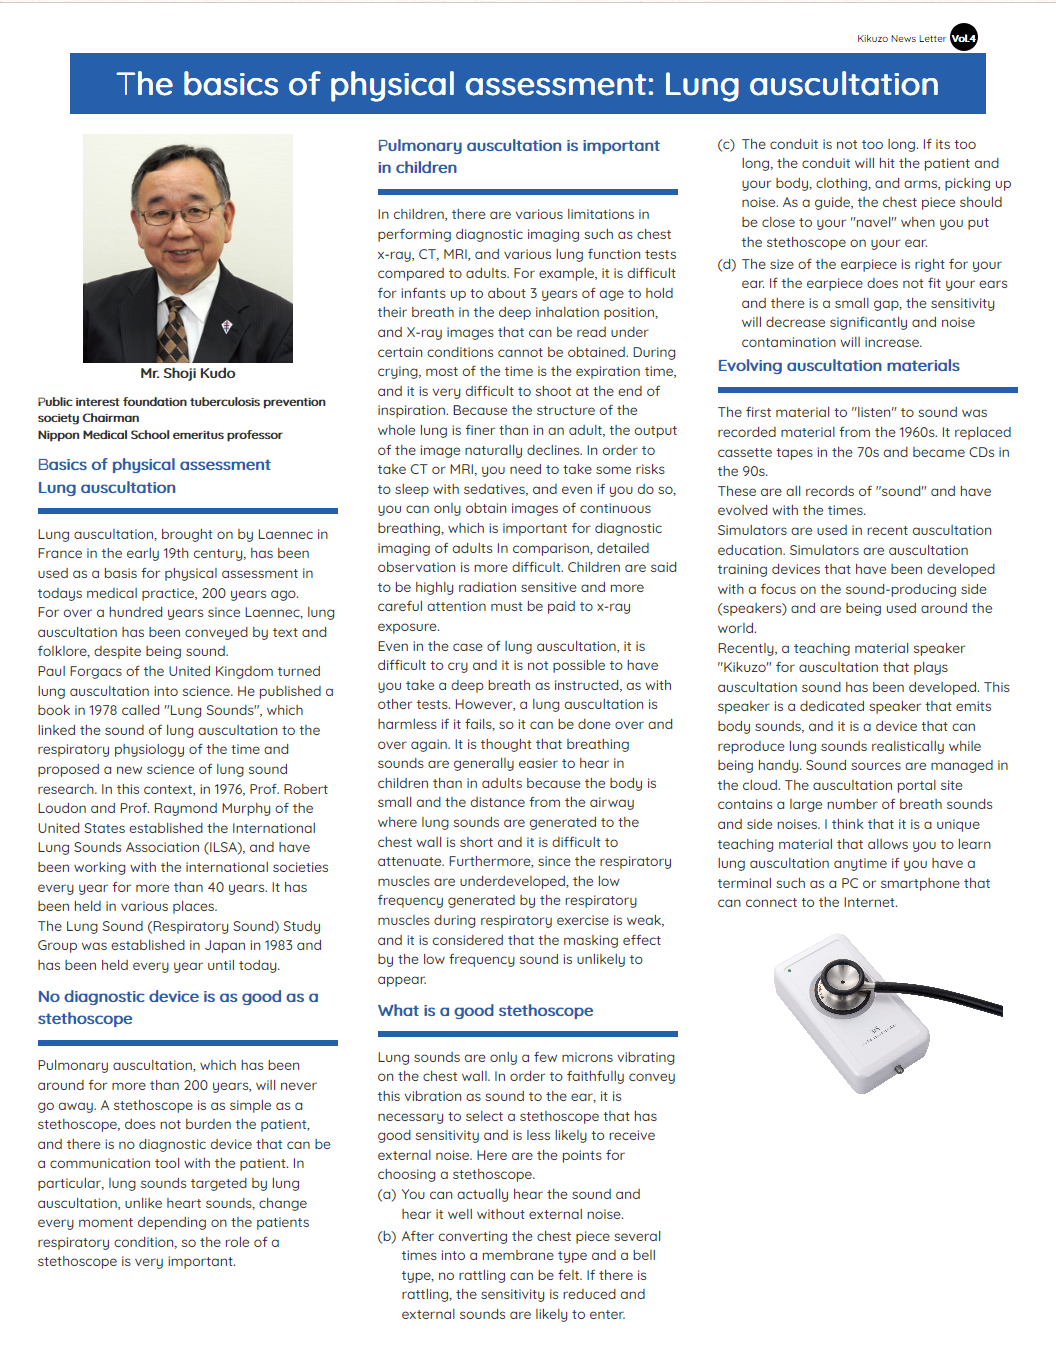 Kikuzo News Letter Vol.4
The basics of physical assessment: Lung auscultation
Mr. Shoji Kudo
Public interest foundation tuberculosis prevention
society Chairman
Nippon Medical School emeritus professor
Basics of physical assessment
Lung auscultation
Lung auscultation, brought on by Laennec in
France in the early 19th century, has been
used as a basis for physical assessment in
todays medical practice, 200 years ago.
For over a hundred years since Laennec, lung
auscultation has been conveyed by text and
folklore, despite being sound.
Paul Forgacs of the United Kingdom turned
lung auscultation into science. He published a
book in 1978 called "Lung Sounds", which
linked the sound of lung auscultation to the
respiratory physiology of the time and
proposed a new science of lung sound
research. In this context, in 1976, Prof. Robert
Loudon and Prof. Raymond Murphy of the
United States established the International
Lung Sounds Association (ILSA), and have
been working with the international societies
every year for more than 40 years. It has
been held in various places.
The Lung Sound (Respiratory Sound) Study
Group was established in Japan in 1983 and
has been held every year until today.
No diagnostic device is as good as a
stethoscope
Pulmonary auscultation, which has been
around for more than 200 years, will never
go away. A stethoscope is as simple as a
stethoscope, does not burden the patient,
and there is no diagnostic device that can be
a communication tool with the patient. In
particular, lung sounds targeted by lung
auscultation, unlike heart sounds, change
every moment depending on the patients
respiratory condition, so the role of a
stethoscope is very important.
Pulmonary auscultation is important
in children
In children, there are various limitations in
performing diagnostic imaging such as chest
x-ray, CT, MRI, and various lung function tests
compared to adults. For example, it is difficult
for infants up to about 3 years of age to hold
their breath in the deep inhalation position,
and X-ray images that can be read under
certain conditions cannot be obtained. During
crying, most of the time is the expiration time,
and it is very difficult to shoot at the end of
inspiration. Because the structure of the
whole lung is finer than in an adult, the output
of the image naturally declines. In order to
take CT or MRI, you need to take some risks
to sleep with sedatives, and even if you do so,
you can only obtain images of continuous
breathing, which is important for diagnostic
imaging of adults In comparison, detailed
observation is more difficult. Children are said
to be highly radiation sensitive and more
careful attention must be paid to x-ray
exposure.
Even in the case of lung auscultation, it is
difficult to cry and it is not possible to have
you take a deep breath as instructed, as with
other tests. However, a lung auscultation is
harmless if it fails, so it can be done over and
over again. It is thought that breathing
sounds are generally easier to hear in
children than in adults because the body is
small and the distance from the airway
where lung sounds are generated to the
chest wall is short and it is difficult to
attenuate. Furthermore, since the respiratory
muscles are underdeveloped, the low
frequency generated by the respiratory
muscles during respiratory exercise is weak,
and it is considered that the masking effect
by the low frequency sound is unlikely to
appear.
What is a good stethoscope
Lung sounds are only a few microns vibrating
on the chest wall. In order to faithfully convey
this vibration as sound to the ear, it is
necessary to select a stethoscope that has
good sensitivity and is less likely to receive
external noise. Here are the points for
choosing a stethoscope.
(a) You can actually hear the sound and
hear it well without external noise.
(b) After converting the chest piece several
times into a membrane type and a bell
type, no rattling can be felt. If there is
rattling, the sensitivity is reduced and
external sounds are likely to enter.
(c) The conduit is not too long. If its too
long, the conduit will hit the patient and
your body, clothing, and arms, picking up
noise. As a guide, the chest piece should
be close to your "navel" when you put
the stethoscope on your ear.
(d) The size of the earpiece is right for your
ear. If the earpiece does not fit your ears
and there is a small gap, the sensitivity
will decrease significantly and noise
contamination will increase.
Evolving auscultation materials
The first material to "listen" to sound was
recorded material from the 1960s. It replaced
cassette tapes in the 70s and became CDs in
the 90s.
These are all records of "sound" and have
evolved with the times.
Simulators are used in recent auscultation
education. Simulators are auscultation
training devices that have been developed
with a focus on the sound-producing side
(speakers) and are being used around the
world.
Recently, a teaching material speaker
"Kikuzo" for auscultation that plays
auscultation sound has been developed. This
speaker is a dedicated speaker that emits
body sounds, and it is a device that can
reproduce lung sounds realistically while
being handy. Sound sources are managed in
the cloud. The auscultation portal site
contains a large number of breath sounds
and side noises. I think that it is a unique
teaching material that allows you to learn
lung auscultation anytime if you have a
terminal such as a PC or smartphone that
can connect to the Internet.